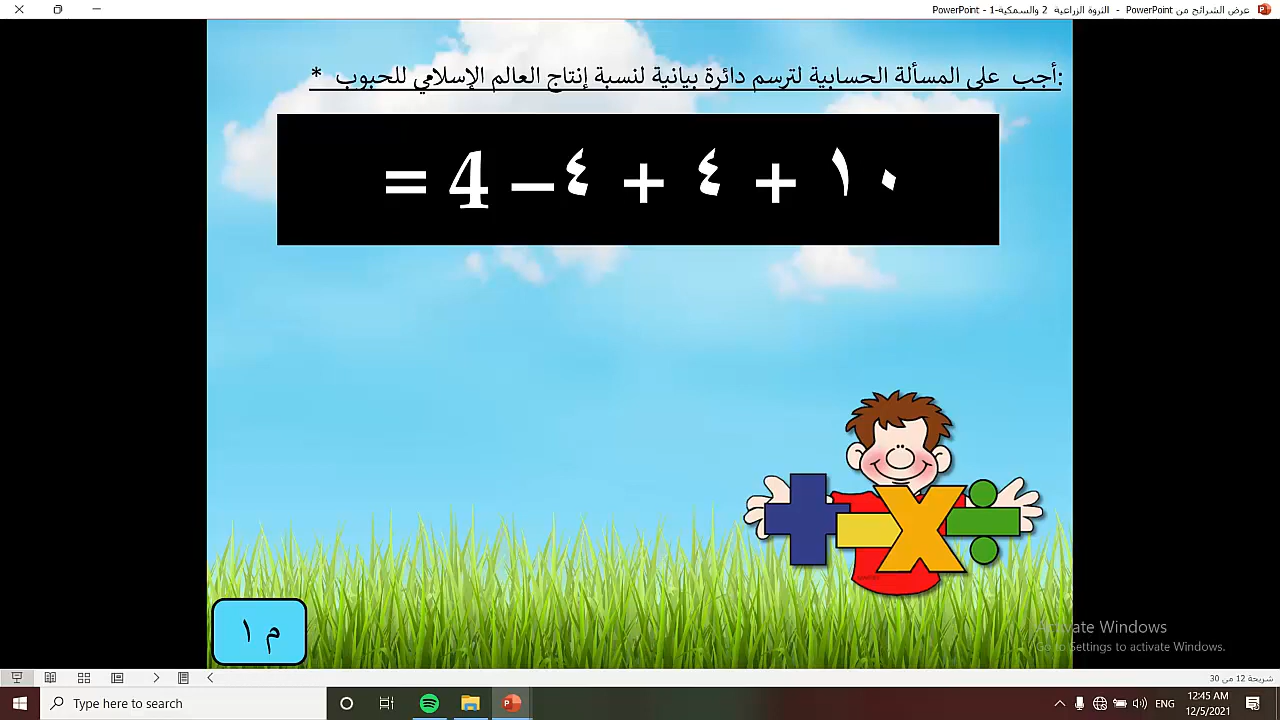 عرض الشرائح من PowerPoint - الثروة الزراعية 2 والسمكية-1 - PowerPoint
* أجب على المسألة الحسابية لترسم دائرة بيانية لنسبة إنتاج العالم الإسلامي للحبوب:
١٠ + ٤ + ٤ – 4 =
م ١
Activate Windows
Go to Settings to activate Windows.
شريحة 12 من 30
Type here to search
ENG
12:45 AM
12/5/2021